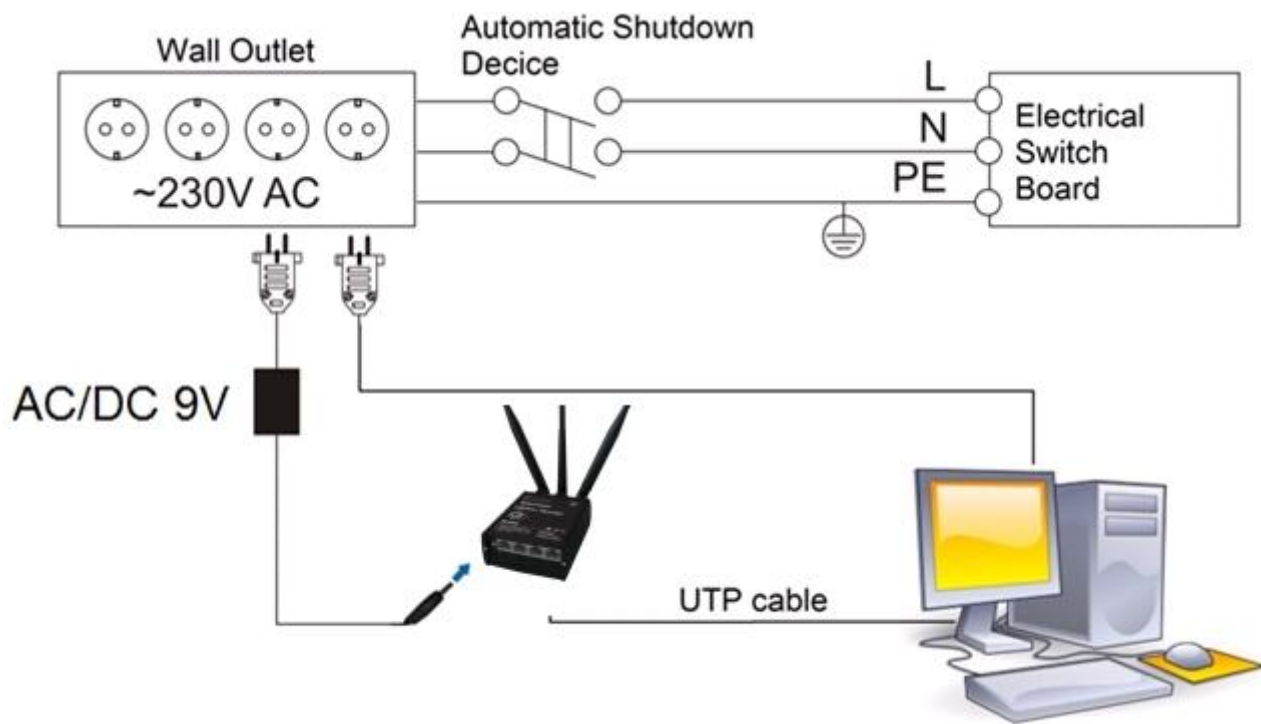 Wall Outlet
Automatic Shutdown
Decice
~230V AC
L
N
PE
Electrical
Switch
Board
AC/DC 9V
UTP cable